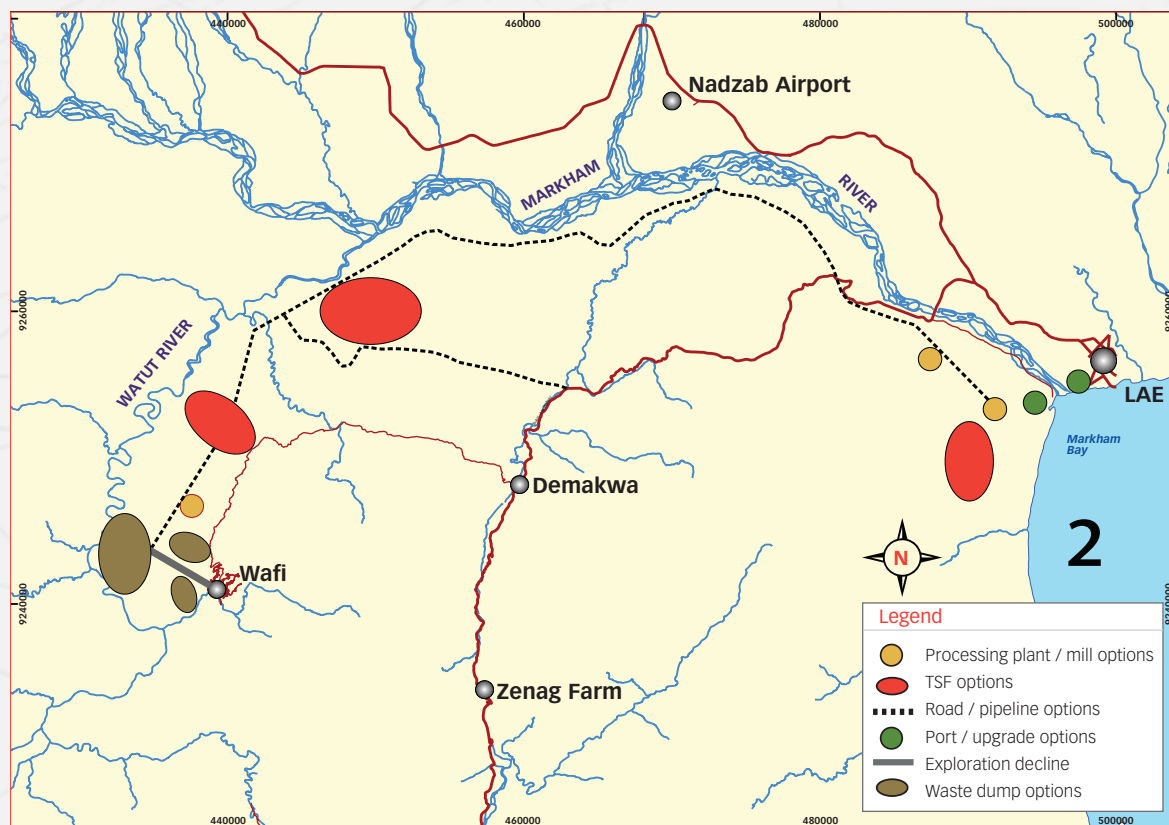 440000
460000
480000
500000
Nadzab Airport
MARKHAM
RIVER
9260000
WATUT RIVER
LAE
Markham
Bay
Demakwa
2
N
Wafi
9240000
Zenag Farm
Legend
Processing plant / mill options
TSF options
Road / pipeline options
Port / upgrade options
Exploration decline
Waste dump options
440000
460000
480000
500000